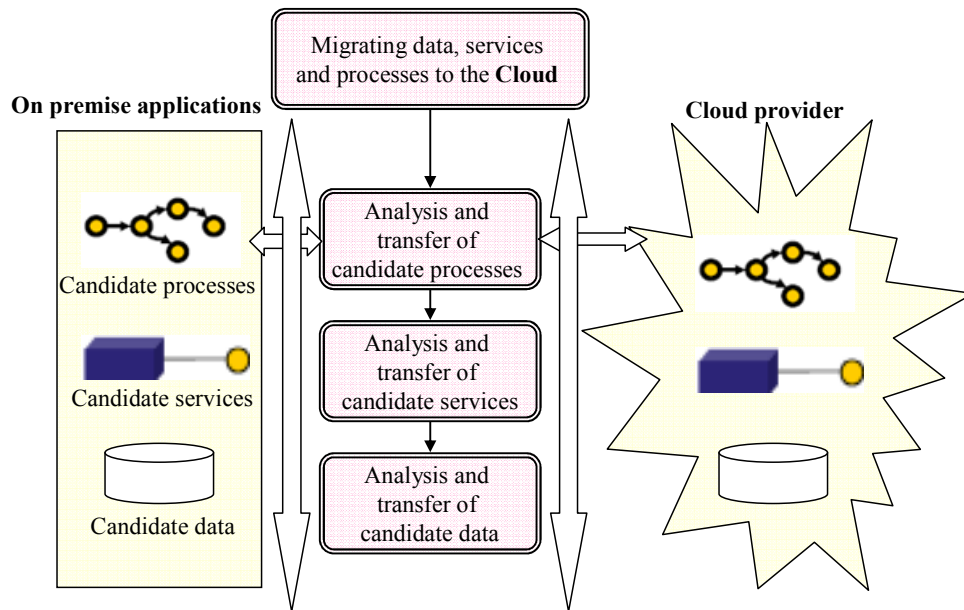 Migrating data, services
and processes to the Cloud
On premise applications
Cloud provider
Analysis and
transfer of
candidate processes
Candidate processes
Analysis and
transfer of
candidate services
Candidate services
Analysis and
transfer of
candidate data
Candidate data